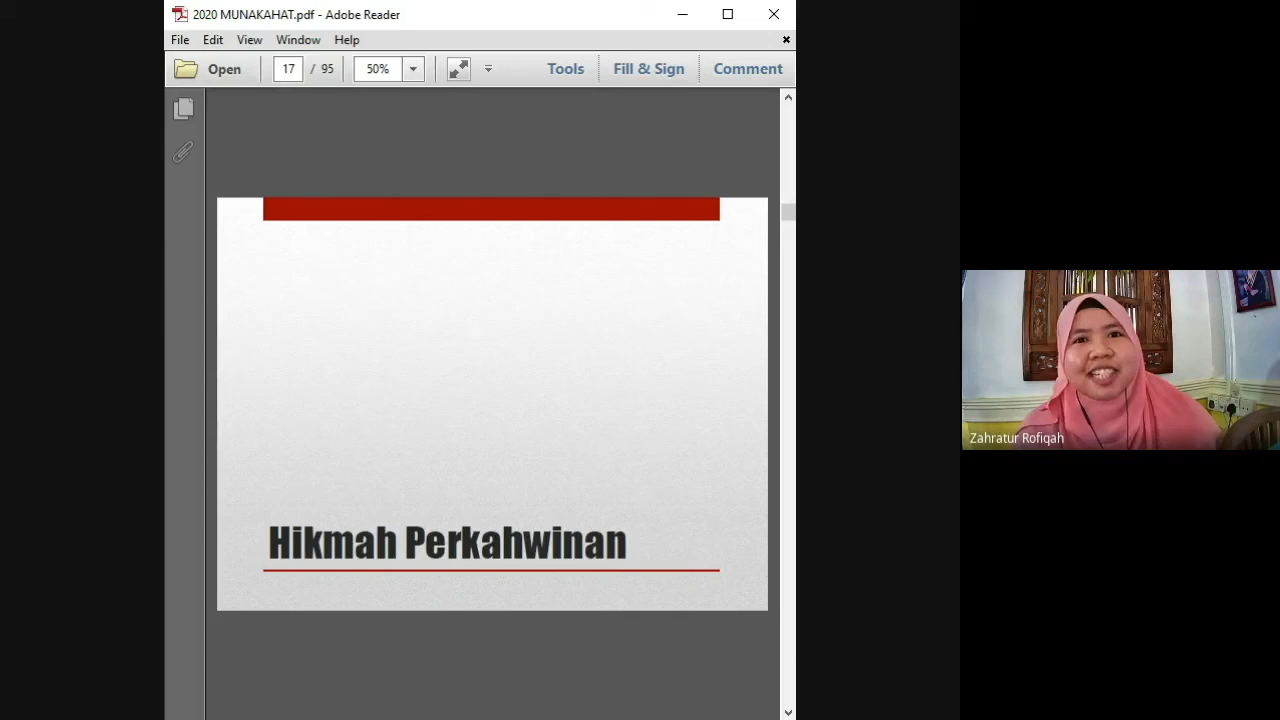 2020 MUNAKAHAT.pdf - Adobe Reader
File Edit View Window Help
Open 17 / 95 50% Tools Fill & Sign Comment
Hikmah Perkahwinan
Zahratur Rofiqah